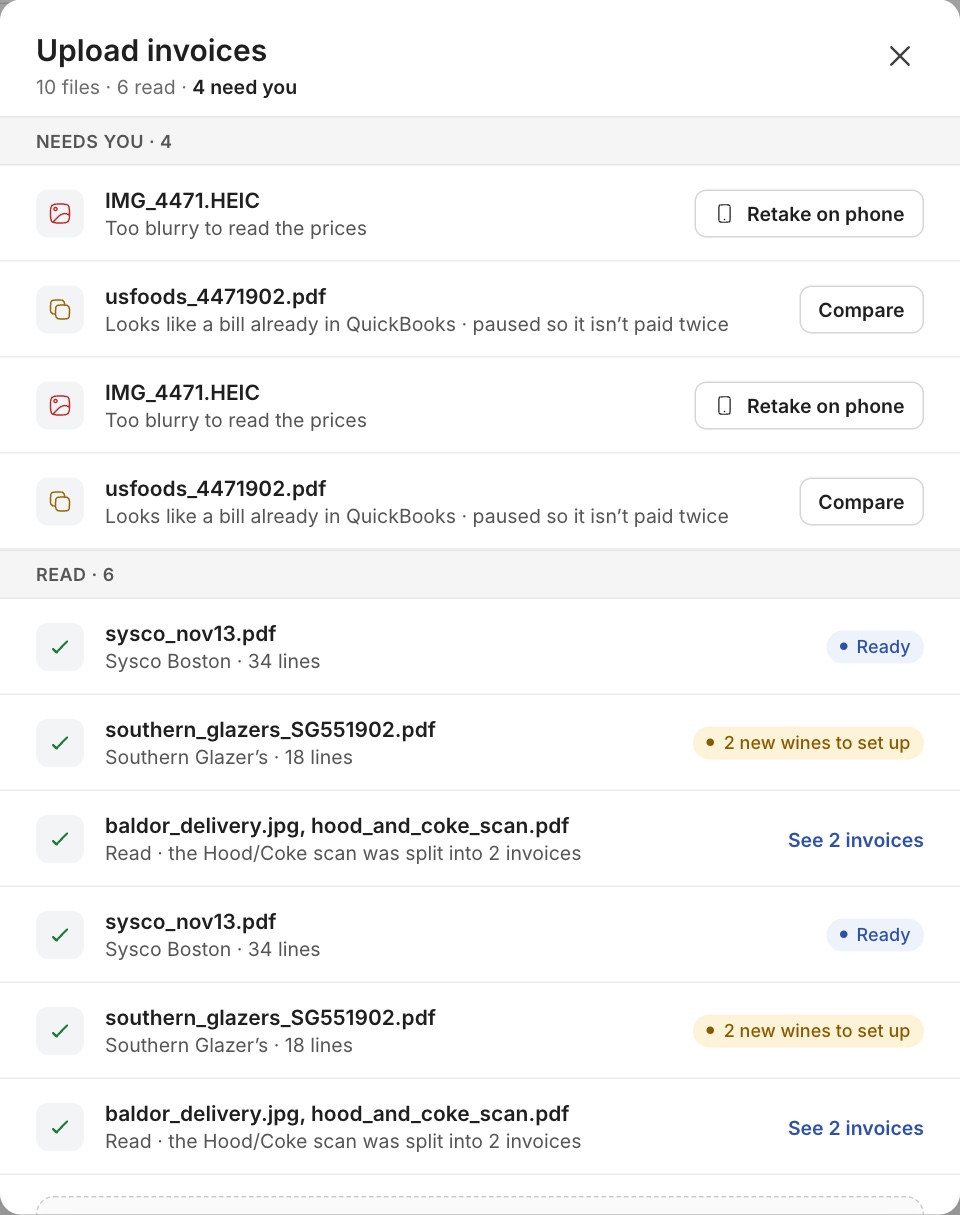 Upload invoices
10 files · 6 read · 4 need you
NEEDS YOU · 4
IMG_4471.HEIC
Too blurry to read the prices
Retake on phone
usfoods_4471902.pdf
Looks like a bill already in QuickBooks · paused so it isn’t paid twice
Compare
IMG_4471.HEIC
Too blurry to read the prices
Retake on phone
usfoods_4471902.pdf
Looks like a bill already in QuickBooks · paused so it isn’t paid twice
Compare
READ · 6
sysco_nov13.pdf
Sysco Boston · 34 lines
Ready
southern_glazers_SG551902.pdf
Southern Glazer’s · 18 lines
2 new wines to set up
baldor_delivery.jpg, hood_and_coke_scan.pdf
Read · the Hood/Coke scan was split into 2 invoices
See 2 invoices
sysco_nov13.pdf
Sysco Boston · 34 lines
Ready
southern_glazers_SG551902.pdf
Southern Glazer’s · 18 lines
2 new wines to set up
baldor_delivery.jpg, hood_and_coke_scan.pdf
Read · the Hood/Coke scan was split into 2 invoices
See 2 invoices